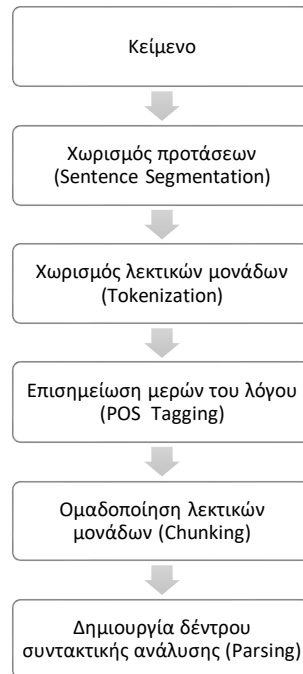 Κείμενο
Χωρισμός προτάσεων
(Sentence Segmentation)
Χωρισμός λεκτικών μονάδων
(Tokenization)
Επισημείωση μερών του λόγου
(POS Tagging)
Ομαδοποίηση λεκτικών
μονάδων (Chunking)
Δημιουργία δέντρου
συντακτικής ανάλυσης (Parsing)